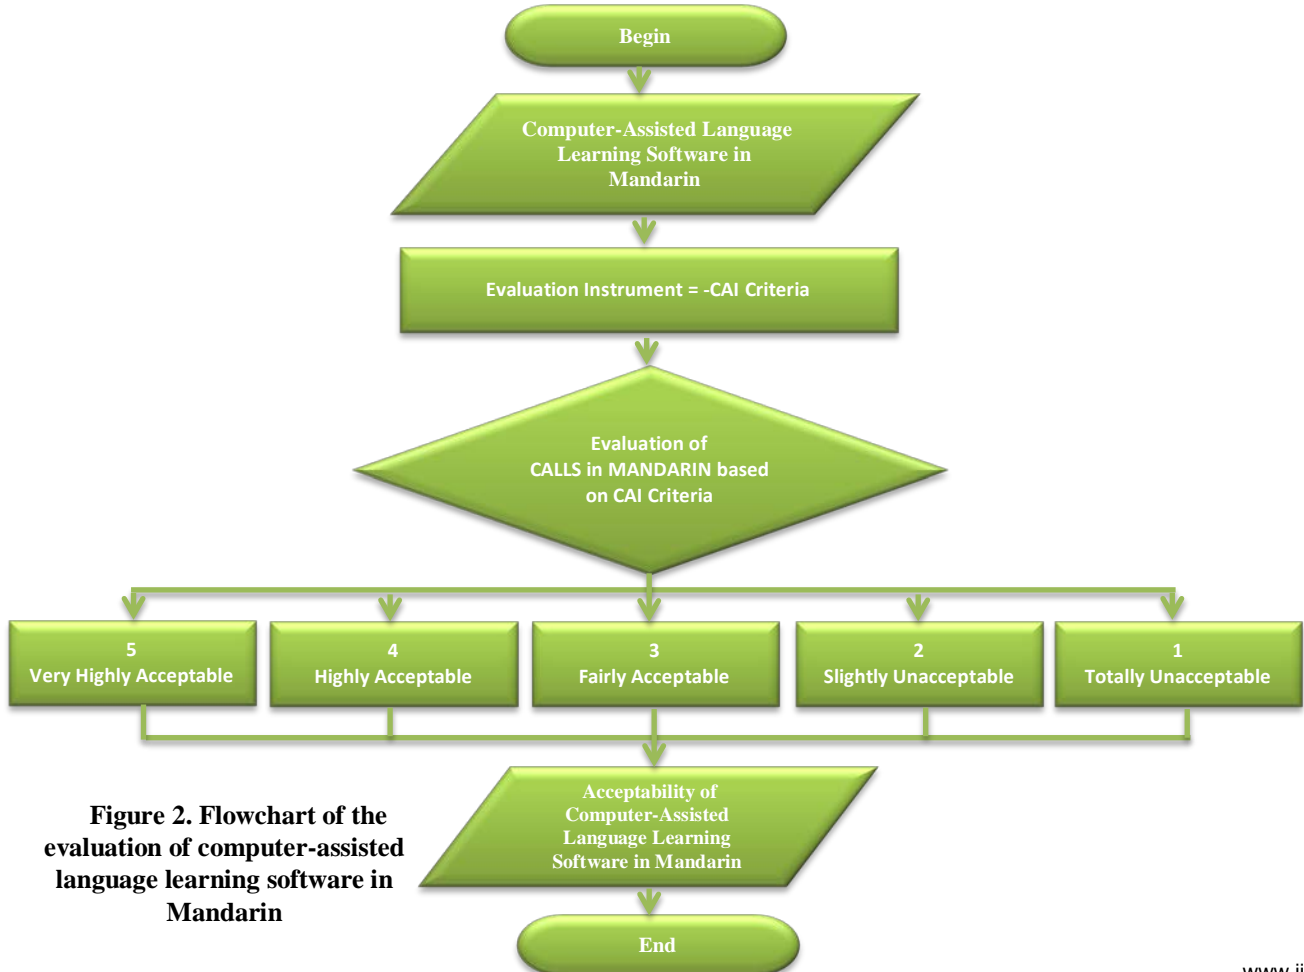 Begin
Computer-Assisted Language
Learning Software in
Mandarin
Evaluation Instrument = -CAI Criteria
Evaluation of
CALLS in MANDARIN based
on CAI Criteria
5
Very Highly Acceptable
4
Highly Acceptable
3
Fairly Acceptable
2
Slightly Unacceptable
1
Totally Unacceptable
Acceptability of
Computer-Assisted
Language Learning
Software in Mandarin
Figure 2. Flowchart of the
evaluation of computer-assisted
language learning software in
Mandarin
End